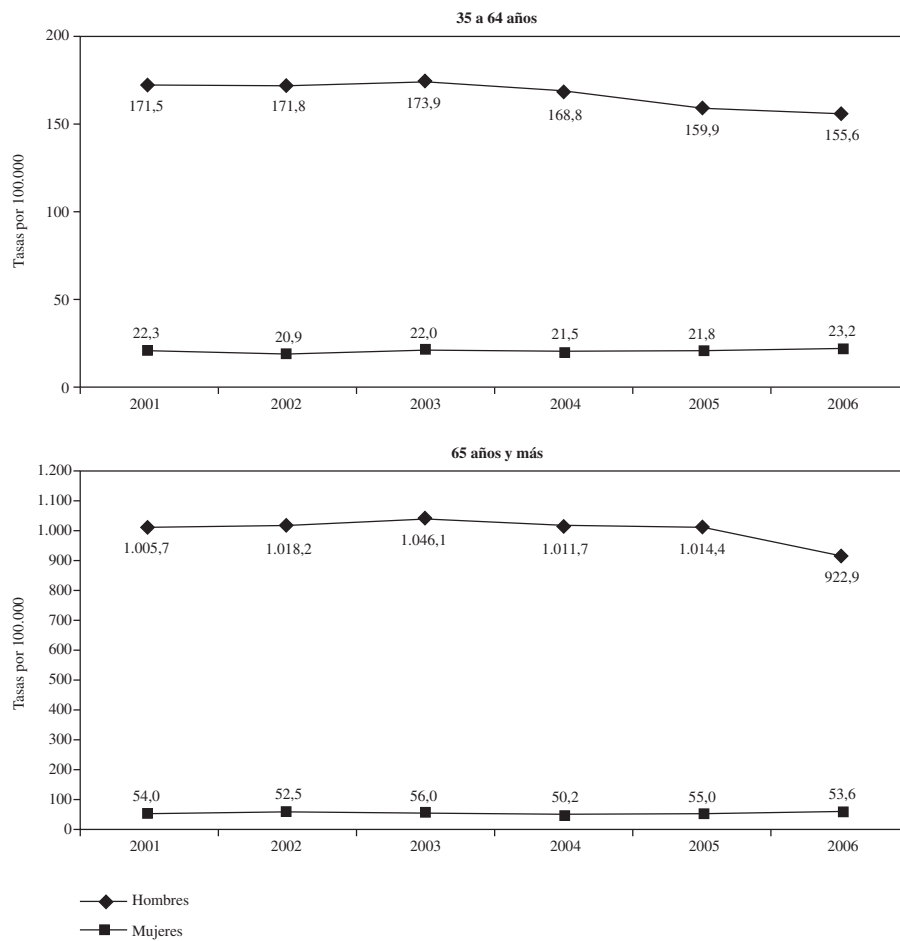 35 a 64 años
Tasas por 100.000
200
150
100
50
0
171,5 171,8 173,9 168,8 159,9 155,6
22,3 20,9 22,0 21,5 21,8 23,2
2001 2002 2003 2004 2005 2006
65 años y más
Tasas por 100.000
1.200
1.100
1.000
900
800
700
600
500
400
300
200
100
0
1.005,7 1.018,2 1.046,1 1.011,7 1.014,4 922,9
54,0 52,5 56,0 50,2 55,0 53,6
2001 2002 2003 2004 2005 2006
Hombres
Mujeres